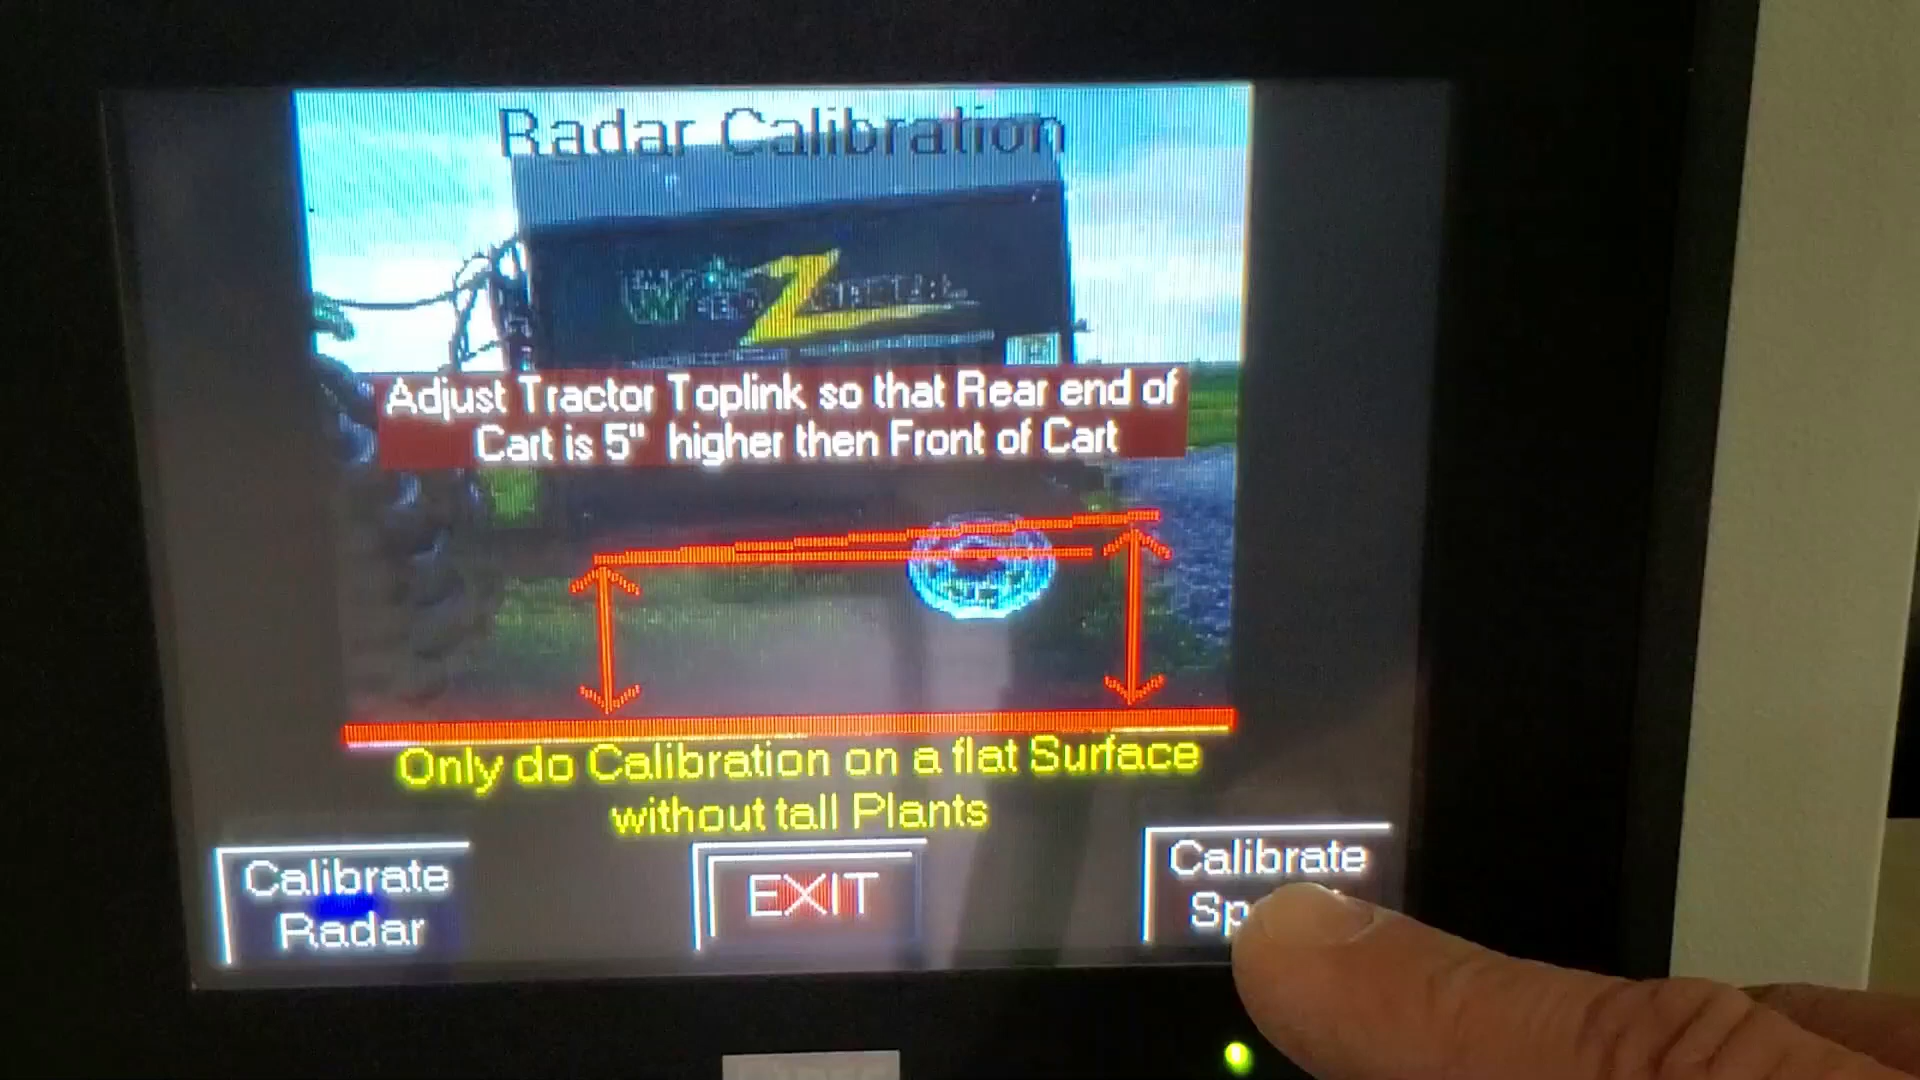 Radar Calibration
Z
Adjust Tractor Toplink so that Rear end of
Cart is 5" higher then Front of Cart
Only do Calibration on a flat Surface
without tall Plants
Calibrate
Radar
EXIT
Calibrate